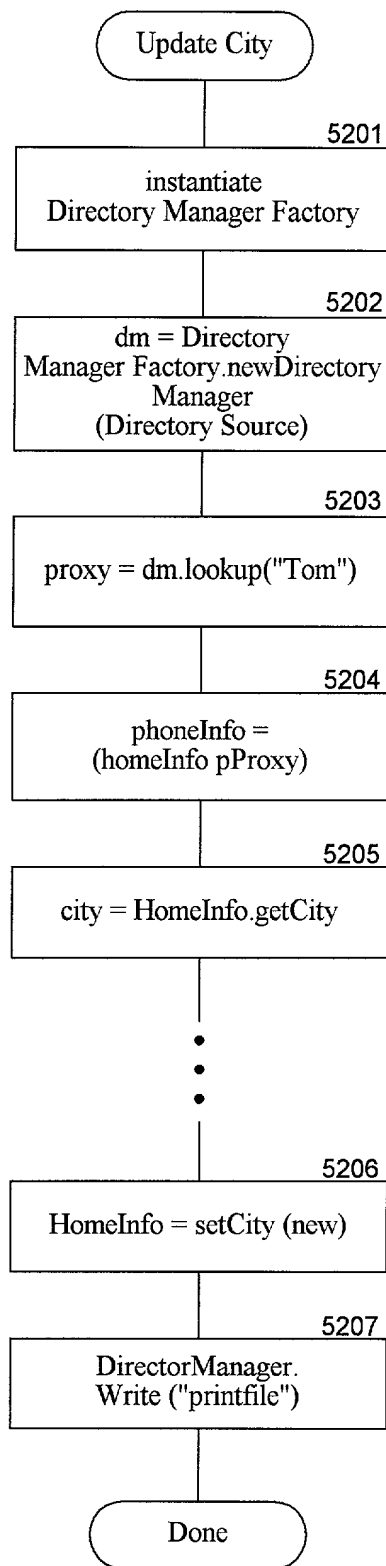 Update City
5201
instantiate
Directory Manager Factory
5202
dm = Directory
Manager Factory.newDirectory
Manager
(Directory Source)
5203
proxy = dm.lookup("Tom")
5204
phoneInfo =
(homeInfo pProxy)
5205
city = HomeInfo.getCity
5206
HomeInfo = setCity (new)
5207
DirectorManager.
Write ("printfile")
Done